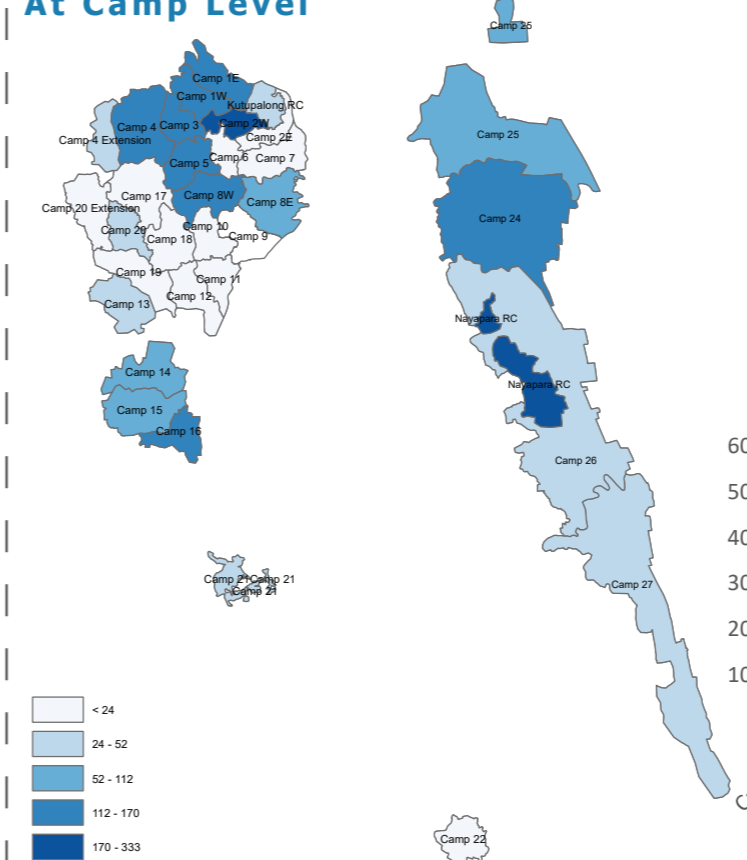 At Camp Level
Camp 25
Camp 1E
Camp 1W
Kutupalong RC
Camp 4
Camp 3
Camp 2W
Camp 4 Extension
Camp 2E
Camp 5
Camp 6
Camp 7
Camp 25
Camp 17
Camp 8W
Camp 8E
Camp 20 Extension
Camp 24
Camp 20
Camp 18
Camp 10
Camp 9
Camp 19
Camp 11
Camp 12
Camp 13
Nayapara RC
Camp 14
Nayapara RC
Camp 15
Camp 16
Camp 26
60
50
40
Camp 21
Camp 21
Camp 21
Camp 27
30
20
10
< 24
24 - 52
52 - 112
112 - 170
170 - 333
Camp 22